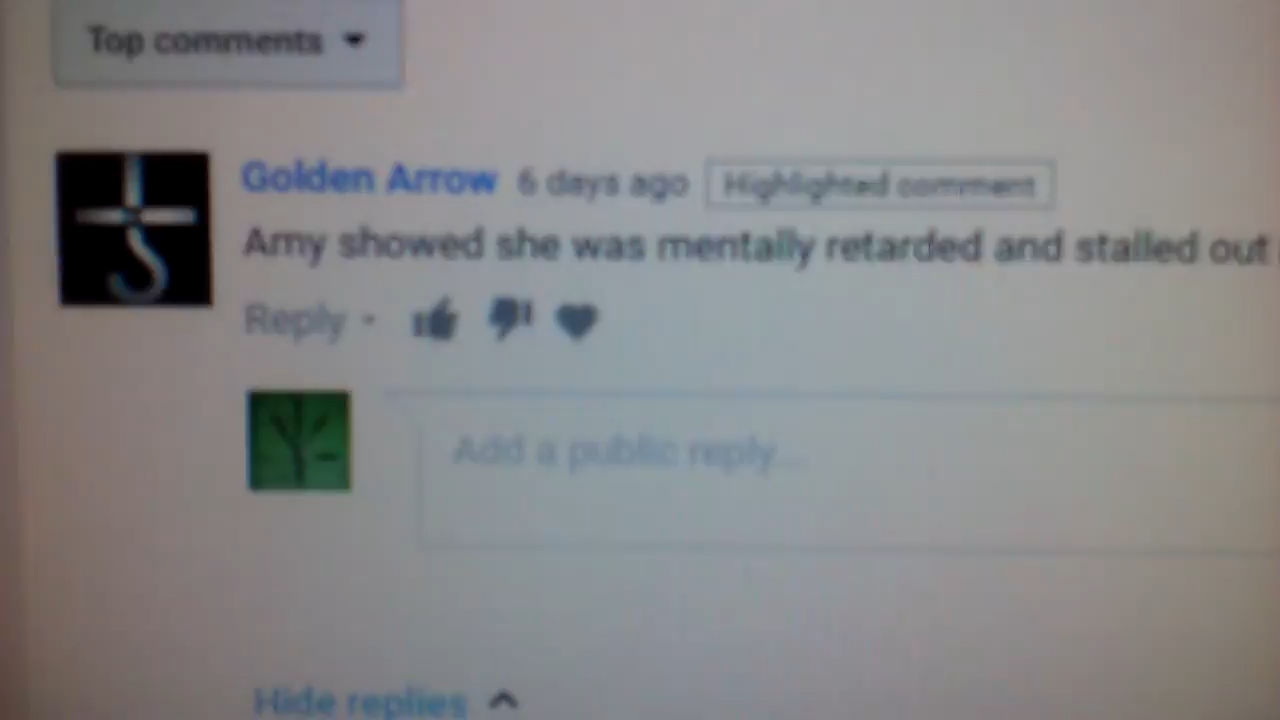 Top comments
Golden Arrow 6 days ago Highlighted comment
Amy showed she was mentally retarded and stalled out
Reply
Add a public reply...
Hide replies